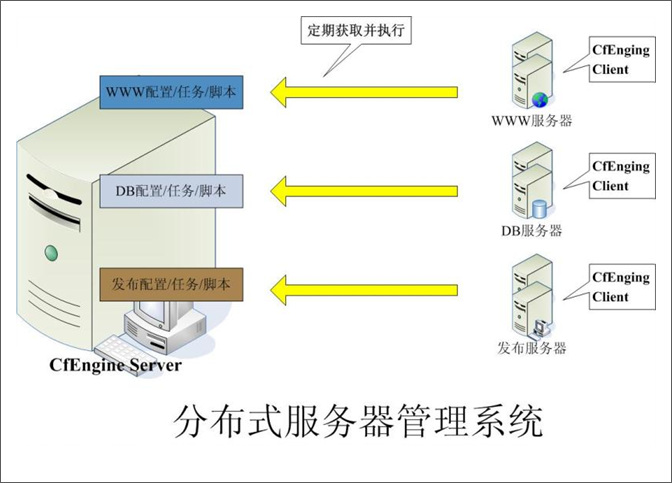 定期获取并执行
CfEnging
Client
WWW配置/任务/脚本
WWW服务器
CfEnging
Client
DB配置/任务/脚本
DB服务器
CfEnging
Client
发布配置/任务/脚本
发布服务器
CfEngine Server
分布式服务器管理系统